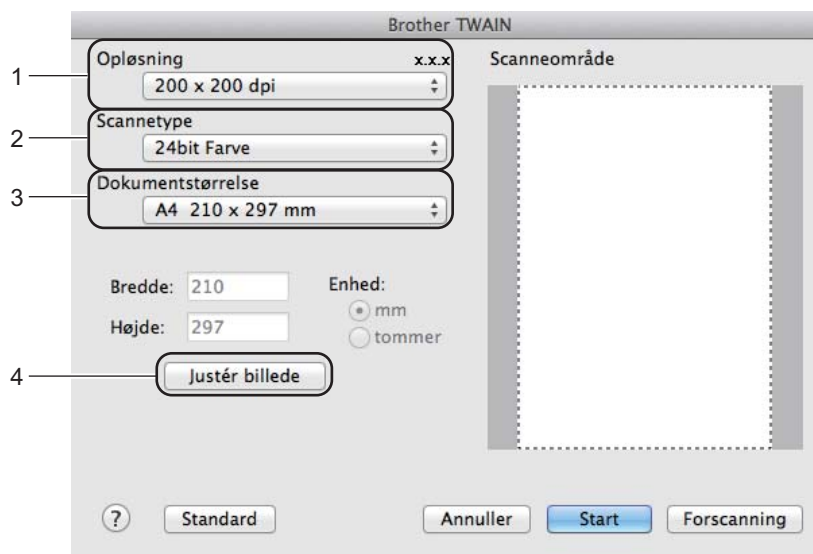 Brother TWAIN
Opløsning x.x.x Scanneområde
1
200 x 200 dpi
Scannetype
2
24bit Farve
Dokumentstørrelse
3
A4 210 x 297 mm
Bredde: 210 Enhed:
mm
Højde: 297
tommer
4 Justér billede
? Standard Annuller Start Forscanning